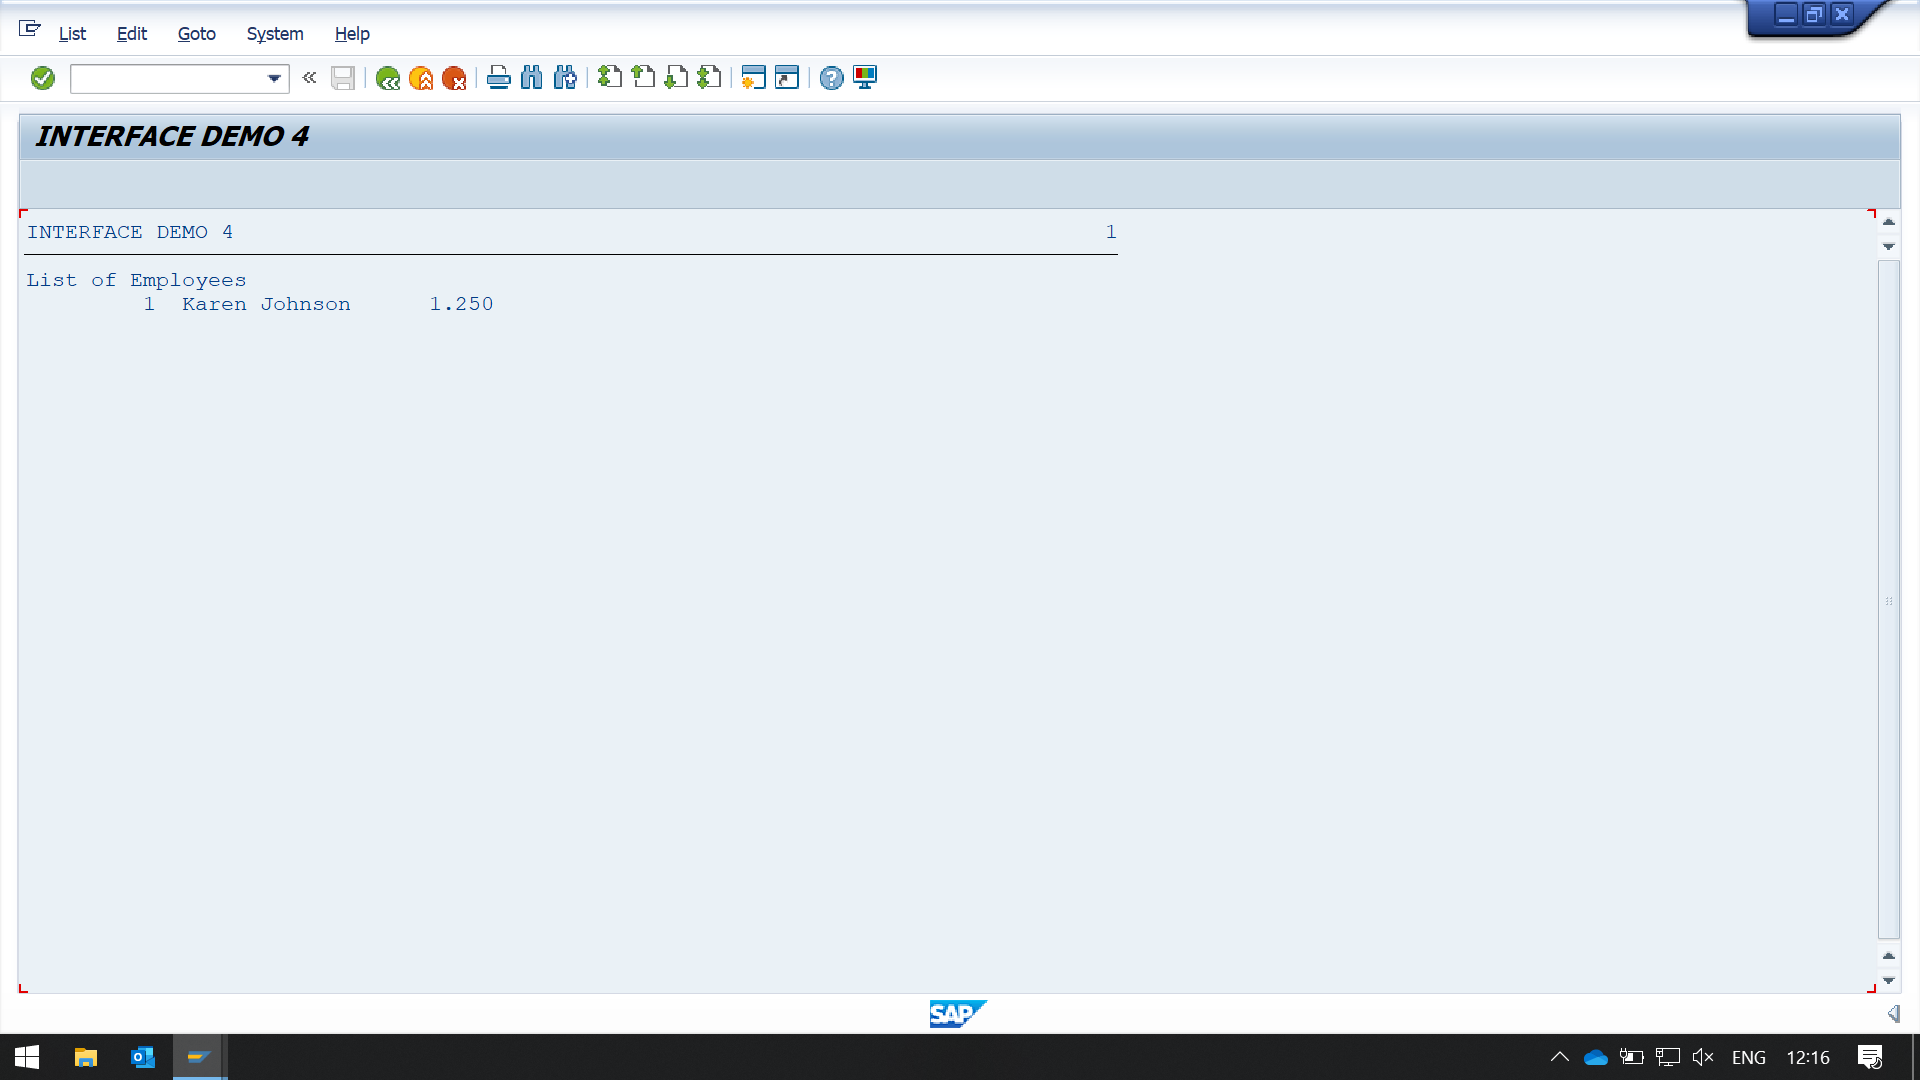 List Edit Goto System Help
INTERFACE DEMO 4
INTERFACE DEMO 4 1
List of Employees
1 Karen Johnson 1.250
SAP
ENG 12:16